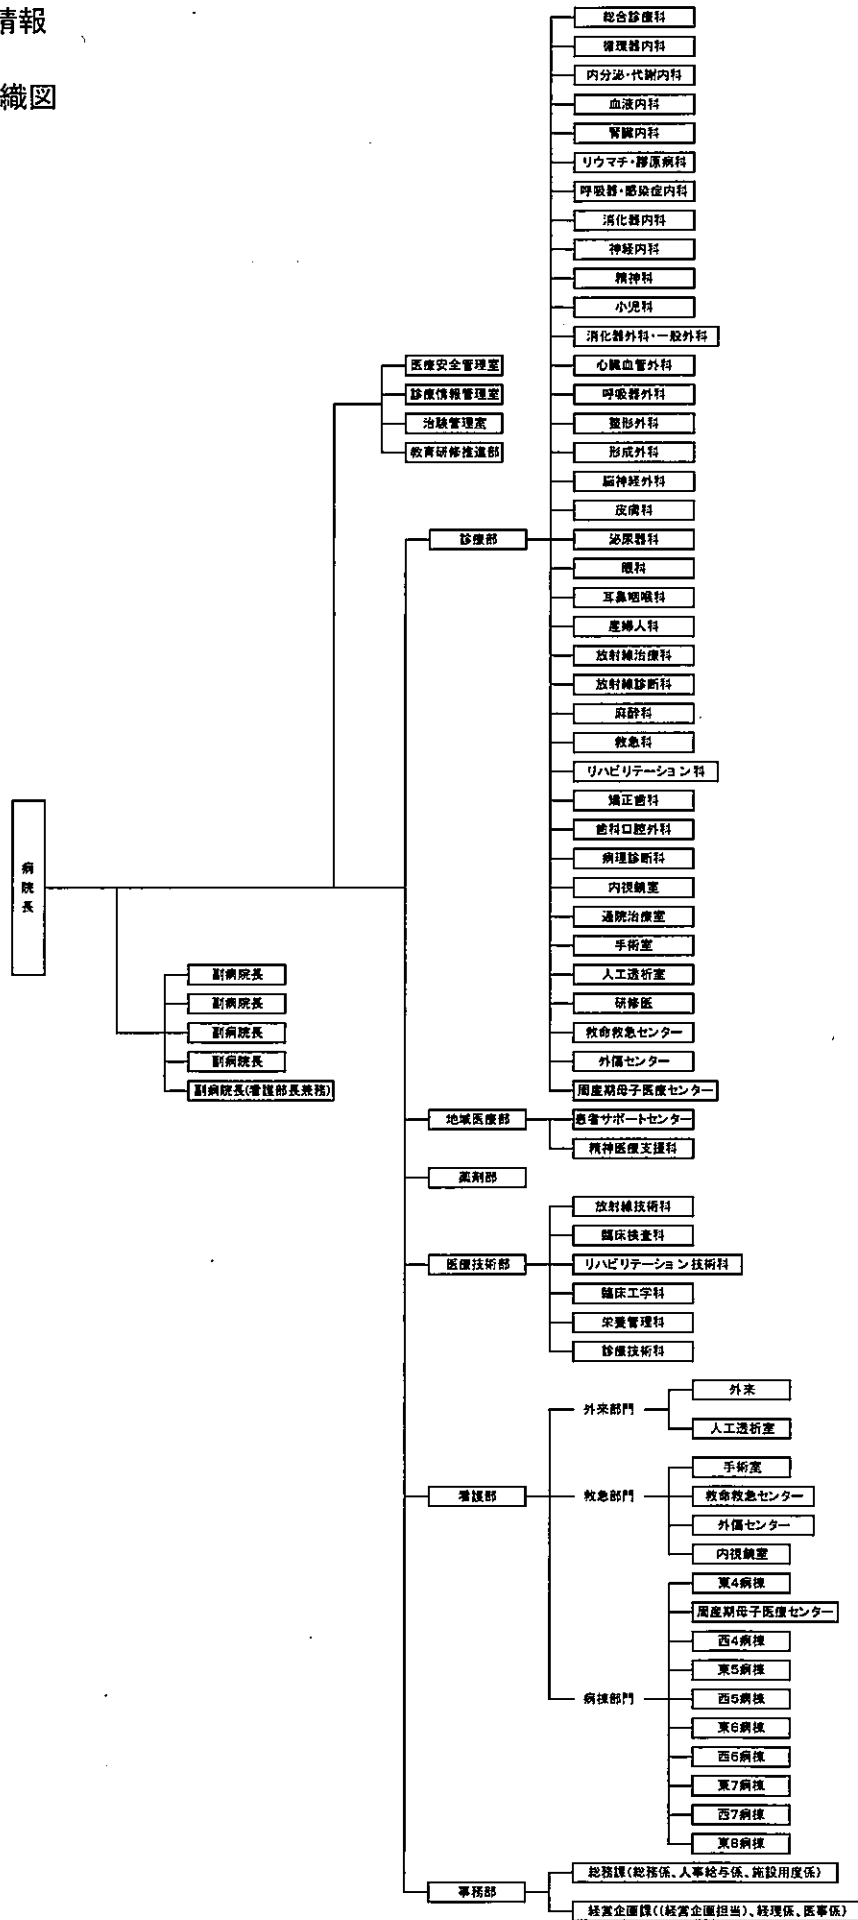 情報
織図
総合診療科
循環器内科
内分泌・代謝内科
血液内科
腎臓内科
リウマチ・膠原病科
呼吸器・感染症内科
消化器内科
神経内科
精神科
小児科
消化器外科・一般外科
心臓血管外科
呼吸器外科
整形外科
形成外科
脳神経外科
皮膚科
泌尿器科
眼科
耳鼻咽喉科
産婦人科
放射線治療科
放射線診断科
麻酔科
救急科
リハビリテーション科
矯正歯科
歯科口腔外科
病理診断科
内視鏡室
通院治療室
手術室
人工透析室
研修医
救命救急センター
外傷センター
周産期母子医療センター
医療安全管理室
診療情報管理室
治験管理室
教育研修推進部
診療部
病院長
副病院長
副病院長
副病院長
副病院長
副病院長(看護部長兼務)
地域医療部
患者サポートセンター
精神医療支援科
薬剤部
医療技術部
放射線技術科
臨床検査科
リハビリテーション技術科
臨床工学科
栄養管理科
診療技術科
看護部
外来部門
外来
人工透析室
救急部門
手術室
救命救急センター
外傷センター
内視鏡室
病棟部門
東4病棟
周産期母子医療センター
西4病棟
東5病棟
西5病棟
東6病棟
西6病棟
東7病棟
西7病棟
東8病棟
事務部
総務課(総務係、人事給与係、施設用度係)
経営企画課((経営企画担当)、経理係、医事係)